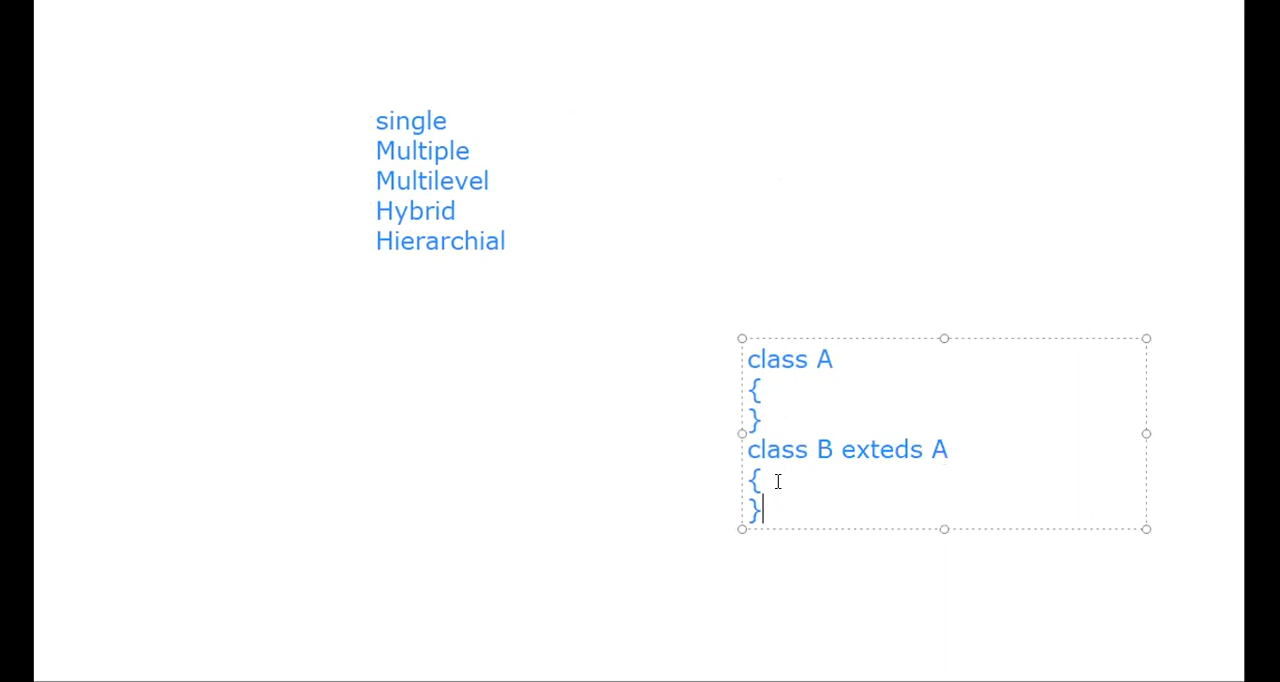 single
Multiple
Multilevel
Hybrid
Hierarchial
class A
{
}
class B exteds A
{
}